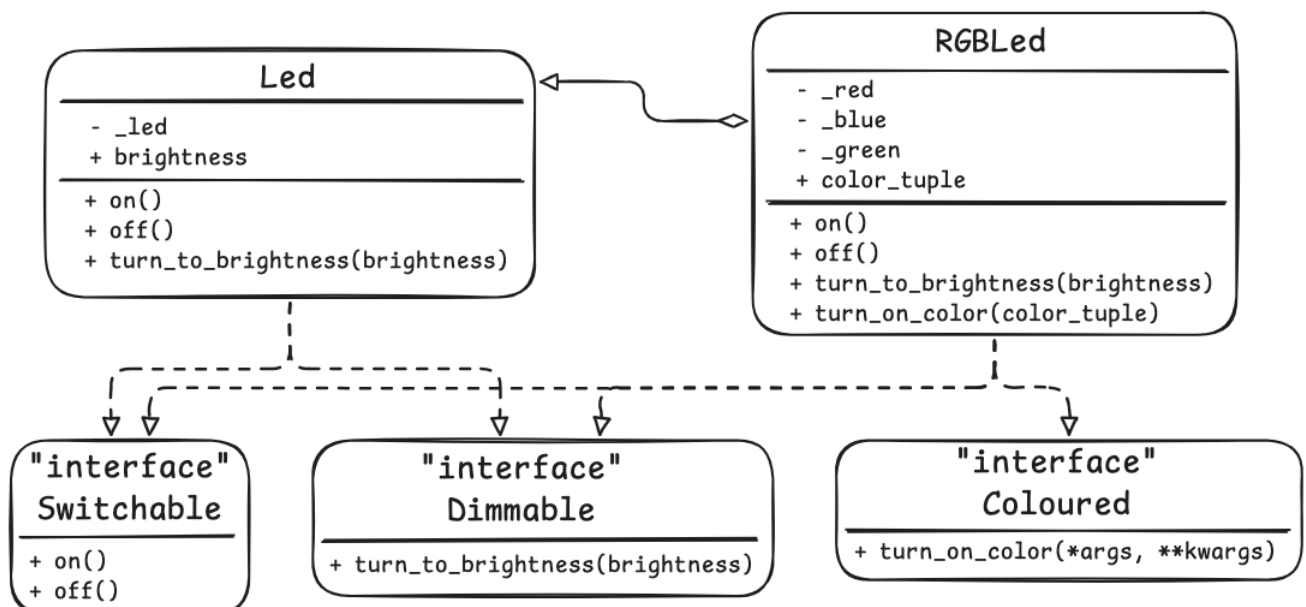 Led
- _led
+ brightness
+ on()
+ off()
+ turn_to_brightness(brightness)
RGBLed
- _red
- _blue
- _green
+ color_tuple
+ on()
+ off()
+ turn_to_brightness(brightness)
+ turn_on_color(color_tuple)
"interface"
Switchable
+ on()
+ off()
"interface"
Dimmable
+ turn_to_brightness(brightness)
"interface"
Coloured
+ turn_on_color(*args, **kwargs)